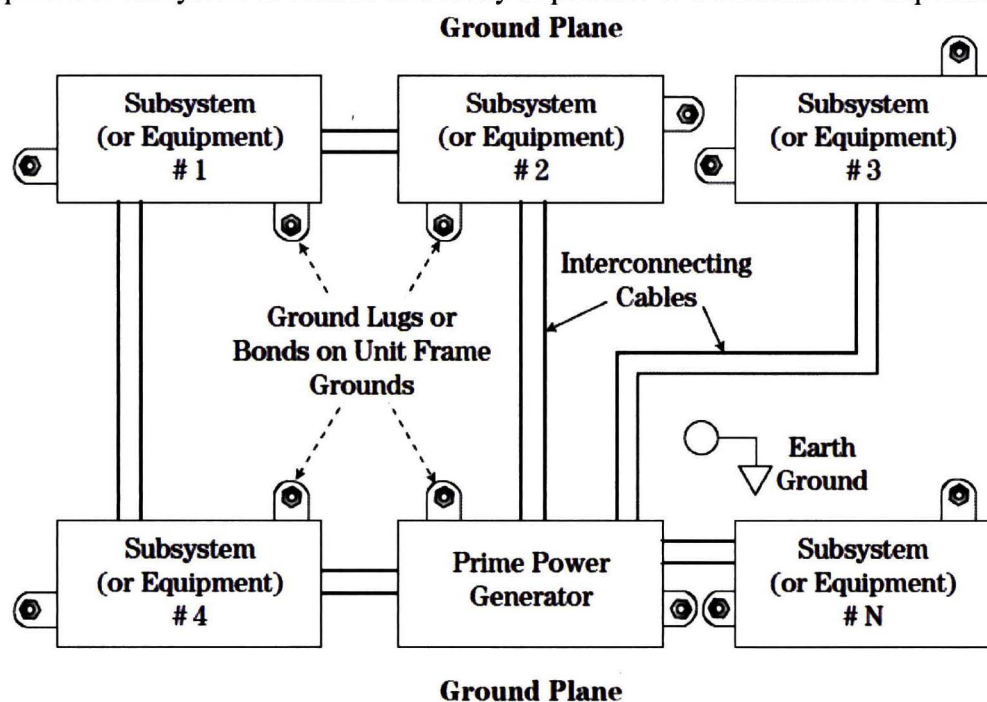 Ground Plane
Subsystem
(or Equipment)
# 1
Subsystem
(or Equipment)
# 2
Subsystem
(or Equipment)
# 3
Interconnecting
Cables
Ground Lugs or
Bonds on Unit Frame
Grounds
Earth
Ground
Subsystem
(or Equipment)
# 4
Prime Power
Generator
Subsystem
(or Equipment)
# N
Ground Plane